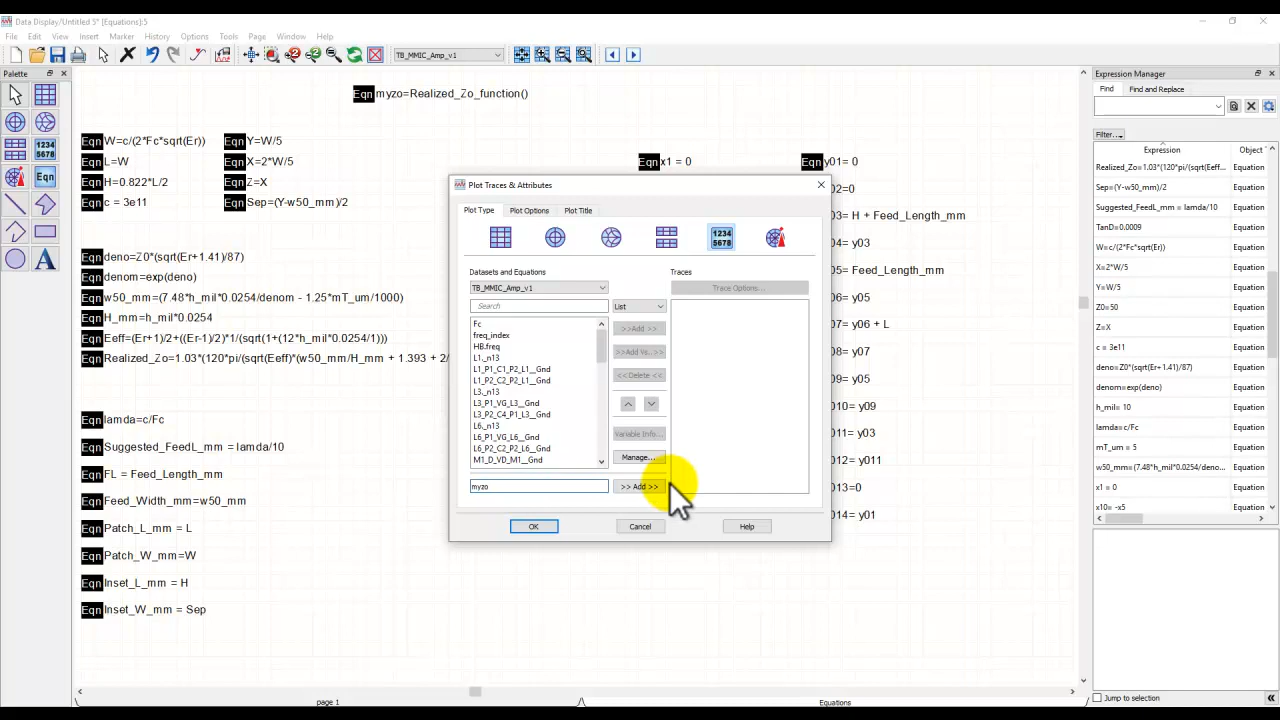 Data Display/Untitled 5* [Equations]:5
File Edit View Insert Marker History Options Tools Page Window Help
TB_MMIC_Amp_v1
Palette
1234
5678
Eqn
Eqn myzo=Realized_Zo_function()
Eqn W=c/(2*Fc*sqrt(Er)) Eqn Y=W/5
Eqn L=W Eqn X=2*W/5
Eqn H=0.822*L/2 Eqn Z=X
Eqn c = 3e11 Eqn Sep=(Y-w50_mm)/2
Eqn deno=Z0*(sqrt(Er+1.41)/87)
Eqn denom=exp(deno)
Eqn w50_mm=(7.48*h_mil*0.0254/denom - 1.25*mT_um/1000)
Eqn H_mm=h_mil*0.0254
Eqn Eeff=(Er+1)/2+((Er-1)/2)*1/(sqrt(1+(12*h_mil*0.0254/1)))
Eqn Realized_Zo=1.03*(120*pi/(sqrt(Eeff)*(w50_mm/H_mm + 1.393 + 2/
Eqn lamda=c/Fc
Eqn Suggested_FeedL_mm = lamda/10
Eqn FL = Feed_Length_mm
Eqn Feed_Width_mm=w50_mm
Eqn Patch_L_mm = L
Eqn Patch_W_mm=W
Eqn Inset_L_mm = H
Eqn Inset_W_mm = Sep
Eqn x1 = 0 Eqn y01= 0
02=0
03= H + Feed_Length_mm
04= y03
05= Feed_Length_mm
06= y05
07= y06 + L
08= y07
09= y05
010= y09
011= y03
012= y011
013=0
014= y01
Plot Traces & Attributes
Plot Type Plot Options Plot Title
1234
5678
Datasets and Equations Traces
TB_MMIC_Amp_v1 Trace Options...
Search List
Fc
freq_index
HB.freq
L1._n13
L1_P1_C1_P2_L1__Gnd
L1_P2_C2_P2_L1__Gnd
L3._n13
L3_P1_VG_L3__Gnd
L3_P2_C4_P1_L3__Gnd
L6._n13
L6_P1_VG_L6__Gnd
L6_P2_C2_P2_L6__Gnd
M1_D_VD_M1__Gnd
>>Add >>
>>Add Vs..>>
<< Delete <<
Variable Info...
Manage...
myzo >> Add >>
OK Cancel Help
Expression Manager
Find Find and Replace
Filter...
Expression Object
Realized_Zo=1.03*(120*pi/(sqrt(Eeff... Equation
Sep=(Y-w50_mm)/2 Equation
Suggested_FeedL_mm = lamda/10 Equation
TanD=0.0009 Equation
W=c/(2*Fc*sqrt(Er)) Equation
X=2*W/5 Equation
Y=W/5 Equation
Z0=50 Equation
Z=X Equation
c = 3e11 Equation
deno=Z0*(sqrt(Er+1.41)/87) Equation
denom=exp(deno) Equation
h_mil= 10 Equation
lamda=c/Fc Equation
mT_um = 5 Equation
w50_mm=(7.48*h_mil*0.0254/deno... Equation
x1 = 0 Equation
x10= -x5 Equation
Jump to selection
page 1 Equations